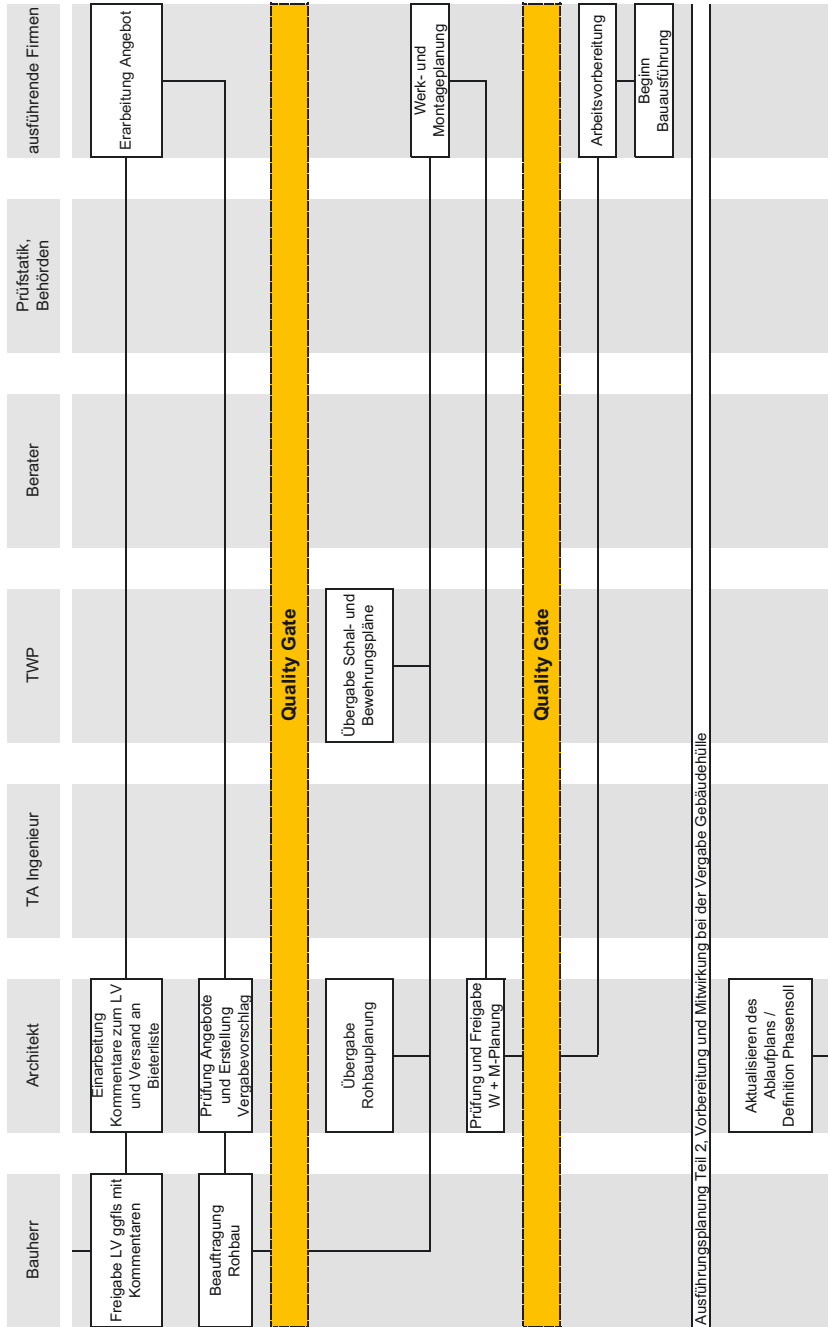 Bauherr
Architekt
TA Ingenieur
TWP
Berater
Prüfstatik,
Behörden
ausführende Firmen
Freigabe LV ggfls mit
Kommentaren
Einarbeitung
Kommentare zum LV
und Versand an
Bieterliste
Erarbeitung Angebot
Beauftragung
Rohbau
Prüfung Angebote
und Erstellung
Vergabevorschlag
Quality Gate
Übergabe
Rohbauplanung
Übergabe Schal- und
Bewehrungspläne
Werk- und
Montageplanung
Prüfung und Freigabe
W + M-Planung
Quality Gate
Arbeitsvorbereitung
Beginn
Bauausführung
Ausführungsplanung Teil 2, Vorbereitung und Mitwirkung bei der Vergabe Gebäudehülle
Aktualisieren des
Ablaufplans /
Definition Phasensoll